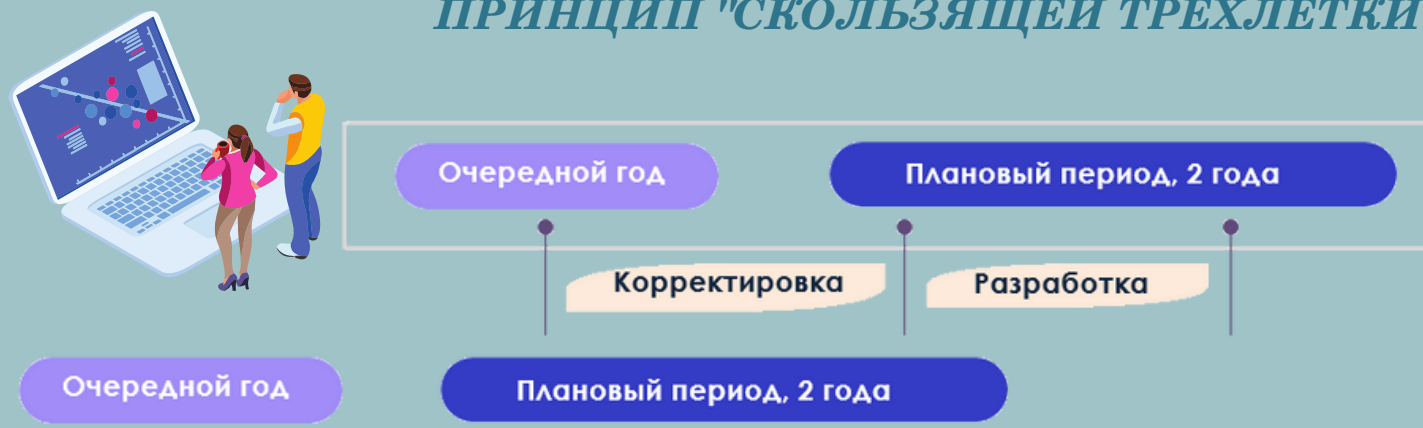 ПРИНЦИП "СКОЛЬЗЯЩЕЙ ТРЕХЛЕТКИ
Очередной год
Плановый период, 2 года
Корректировка
Разработка
Очередной год
Плановый период, 2 года